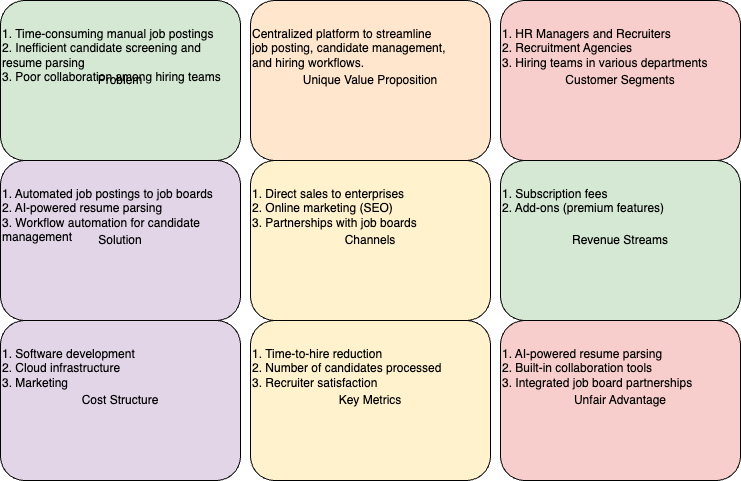 1. Time-consuming manual job postings
2. Inefficient candidate screening and
resume parsing
3. Poor collaboration among hiring teams
Problem
Centralized platform to streamline
job posting, candidate management,
and hiring workflows.
Unique Value Proposition
1. HR Managers and Recruiters
2. Recruitment Agencies
3. Hiring teams in various departments
Customer Segments
1. Automated job postings to job boards
2. AI-powered resume parsing
3. Workflow automation for candidate
management
Solution
1. Direct sales to enterprises
2. Online marketing (SEO)
3. Partnerships with job boards
Channels
1. Subscription fees
2. Add-ons (premium features)
Revenue Streams
1. Software development
2. Cloud infrastructure
3. Marketing
Cost Structure
1. Time-to-hire reduction
2. Number of candidates processed
3. Recruiter satisfaction
Key Metrics
1. AI-powered resume parsing
2. Built-in collaboration tools
3. Integrated job board partnerships
Unfair Advantage